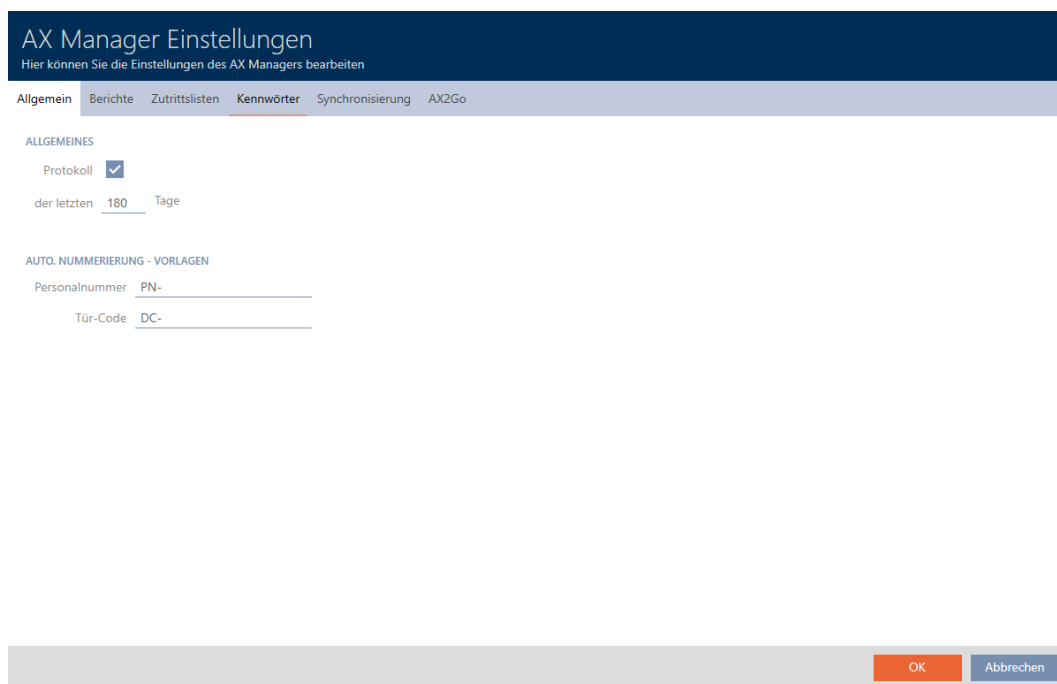 AX Manager Einstellungen
Hier können Sie die Einstellungen des AX Managers bearbeiten
Allgemein Berichte Zutrittslisten Kennwörter Synchronisierung AX2Go
ALLGEMEINES
Protokoll
der letzten 180 Tage
AUTO. NUMMERIERUNG - VORLAGEN
Personalnummer PN-
Tür-Code DC-
OK Abbrechen